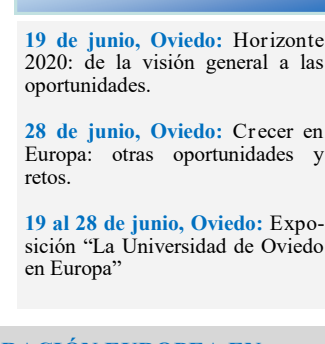 19 de junio, Oviedo: Horizonte
2020: de la visión general a las
oportunidades.
28 de junio, Oviedo: Crecer en
Europa: otras oportunidades y
retos.
19 al 28 de junio, Oviedo: Expo-
sición “La Universidad de Oviedo
en Europa”